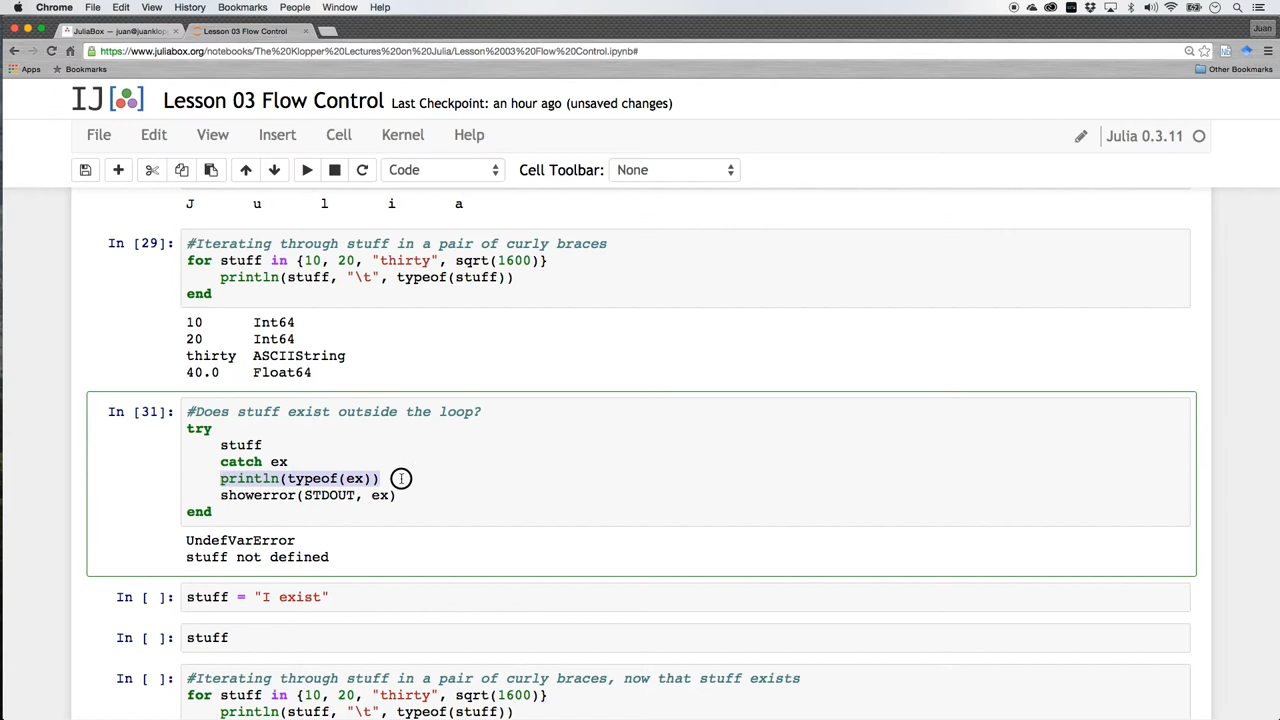 Chrome File Edit View History Bookmarks People Window Help
JuliaBox — juan@juanklop × Lesson 03 Flow Control × Juan
https://www.juliabox.org/notebooks/The%20Klopper%20Lectures%20on%20Julia/Lesson%2003%20Flow%20Control.ipynb#
Apps Bookmarks Other Bookmarks
IJ[ ] Lesson 03 Flow Control Last Checkpoint: an hour ago (unsaved changes)
File Edit View Insert Cell Kernel Help Julia 0.3.11
Code Cell Toolbar: None
J u l i a
In [29]: #Iterating through stuff in a pair of curly braces
for stuff in {10, 20, "thirty", sqrt(1600)}
println(stuff, "\t", typeof(stuff))
end
10 Int64
20 Int64
thirty ASCIIString
40.0 Float64
In [31]: #Does stuff exist outside the loop?
try
stuff
catch ex
println(typeof(ex))
showerror(STDOUT, ex)
end
UndefVarError
stuff not defined
In [ ]: stuff = "I exist"
In [ ]: stuff
In [ ]: #Iterating through stuff in a pair of curly braces, now that stuff exists
for stuff in {10, 20, "thirty", sqrt(1600)}
println(stuff, "\t", typeof(stuff))